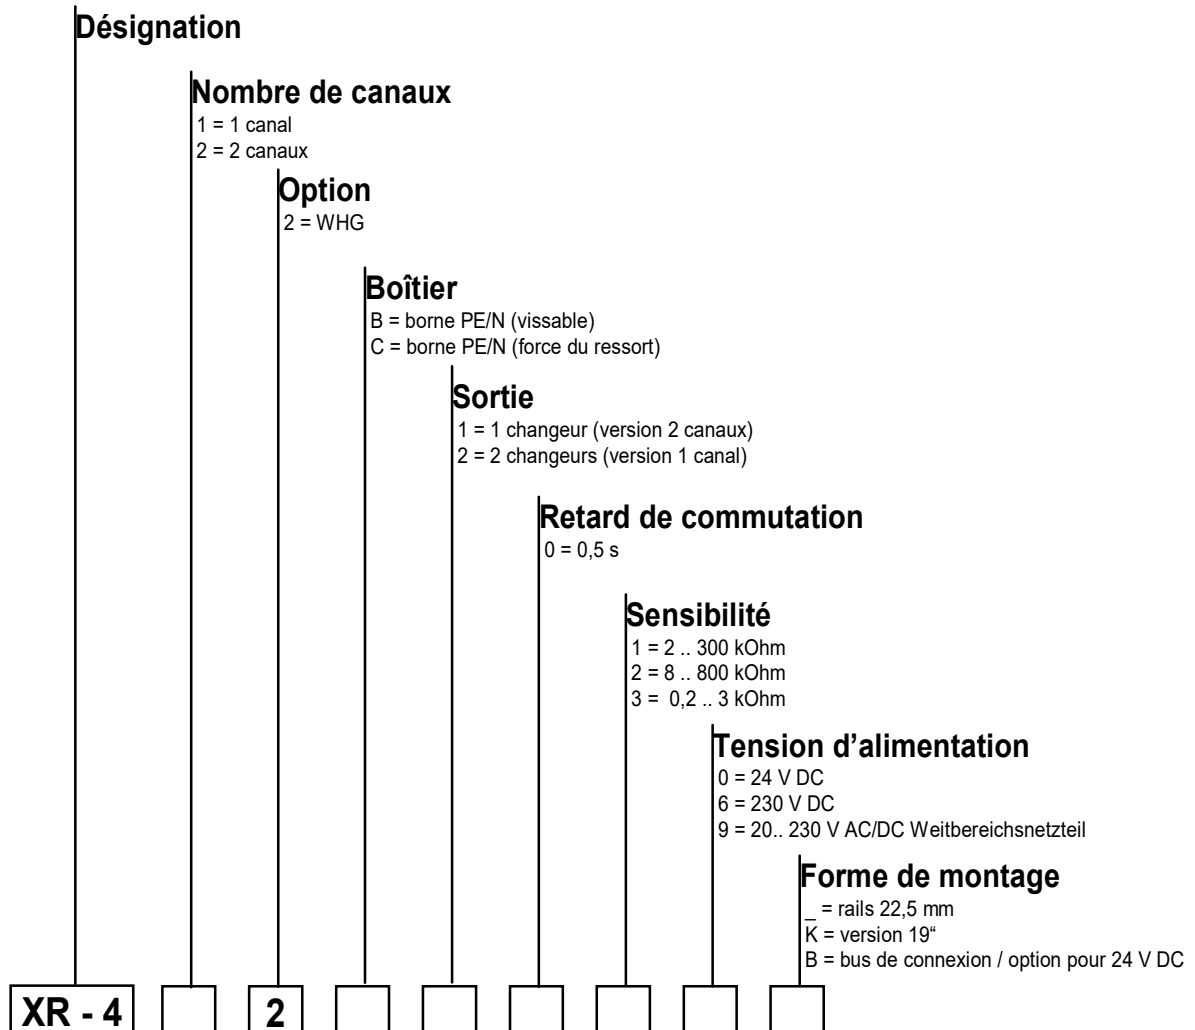 Désignation
Nombre de canaux
1 = 1 canal
2 = 2 canaux
Option
2 = WHG
Boîtier
B = borne PE/N (vissable)
C = borne PE/N (force du ressort)
Sortie
1 = 1 changeur (version 2 canaux)
2 = 2 changeurs (version 1 canal)
Retard de commutation
0 = 0,5 s
Sensibilité
1 = 2 .. 300 kOhm
2 = 8 .. 800 kOhm
3 =  0,2 .. 3 kOhm
Tension d’alimentation
0 = 24 V DC
6 = 230 V DC
9 = 20.. 230 V AC/DC Weitbereichsnetzteil
Forme de montage
_ = rails 22,5 mm
K = version 19“
B = bus de connexion / option pour 24 V DC
XR - 4 2